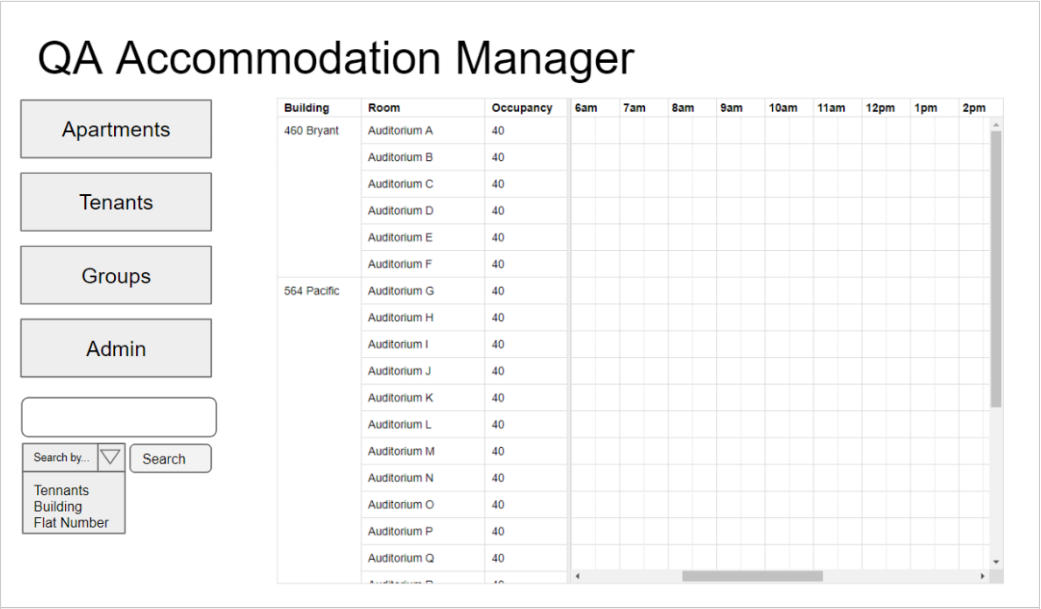 QA Accommodation Manager
Apartments
Tenants
Groups
Admin
Search by... Search
Tennants
Building
Flat Number
Building Room Occupancy 6am 7am 8am 9am 10am 11am 12pm 1pm 2pm
460 Bryant Auditorium A 40
Auditorium B 40
Auditorium C 40
Auditorium D 40
Auditorium E 40
Auditorium F 40
564 Pacific Auditorium G 40
Auditorium H 40
Auditorium I 40
Auditorium J 40
Auditorium K 40
Auditorium L 40
Auditorium M 40
Auditorium N 40
Auditorium O 40
Auditorium P 40
Auditorium Q 40